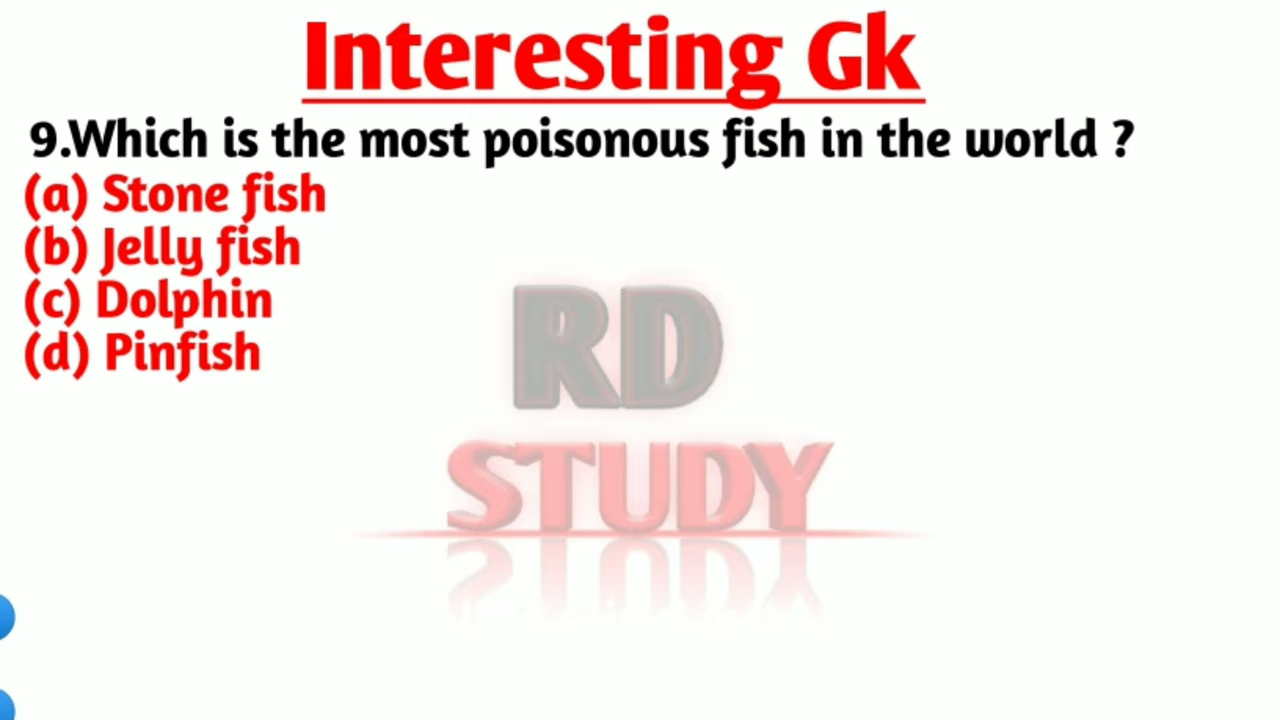 Interesting Gk
9.Which is the most poisonous fish in the world ?
(a) Stone fish
(b) Jelly fish
(c) Dolphin
(d) Pinfish
RD
STUDY